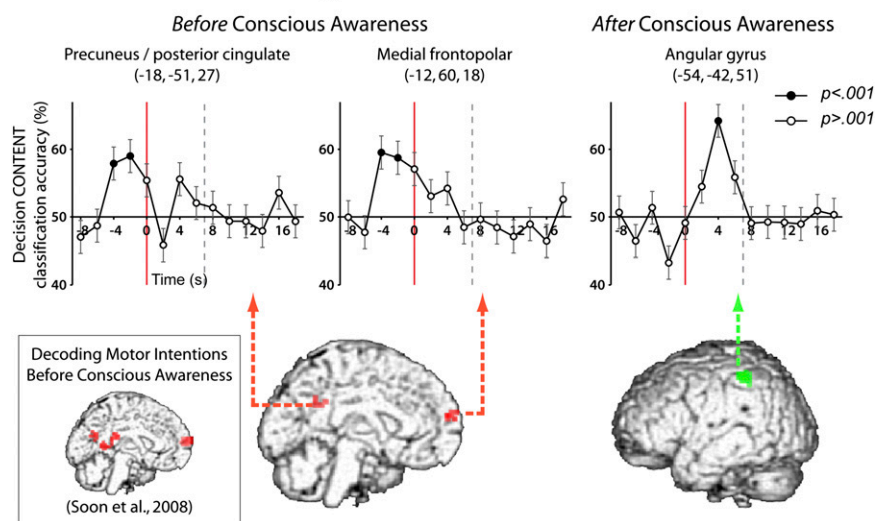 Before Conscious Awareness
After Conscious Awareness
Precuneus / posterior cingulate
(-18, -51, 27)
Medial frontopolar
(-12, 60, 18)
Angular gyrus
(-54, -42, 51)
p<.001
p>.001
Decision CONTENT
classification accuracy (%)
60
50
40
-8 -4 0 4 8 12 16
Time (s)
60
50
40
-8 -4 0 4 8 12 16
60
50
40
-8 -4 0 4 8 12 16
Decoding Motor Intentions
Before Conscious Awareness
(Soon et al., 2008)